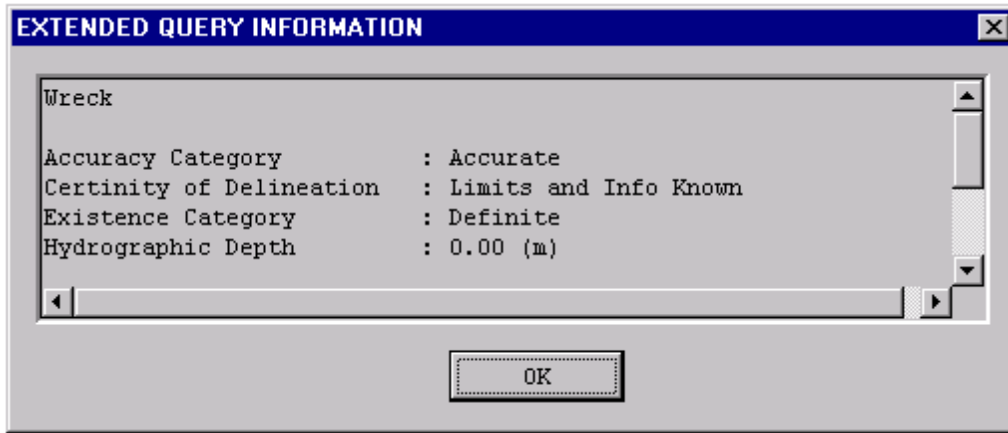 EXTENDED QUERY INFORMATION
Wreck
Accuracy Category : Accurate
Certinity of Delineation : Limits and Info Known
Existence Category : Definite
Hydrographic Depth : 0.00 (m)
OK